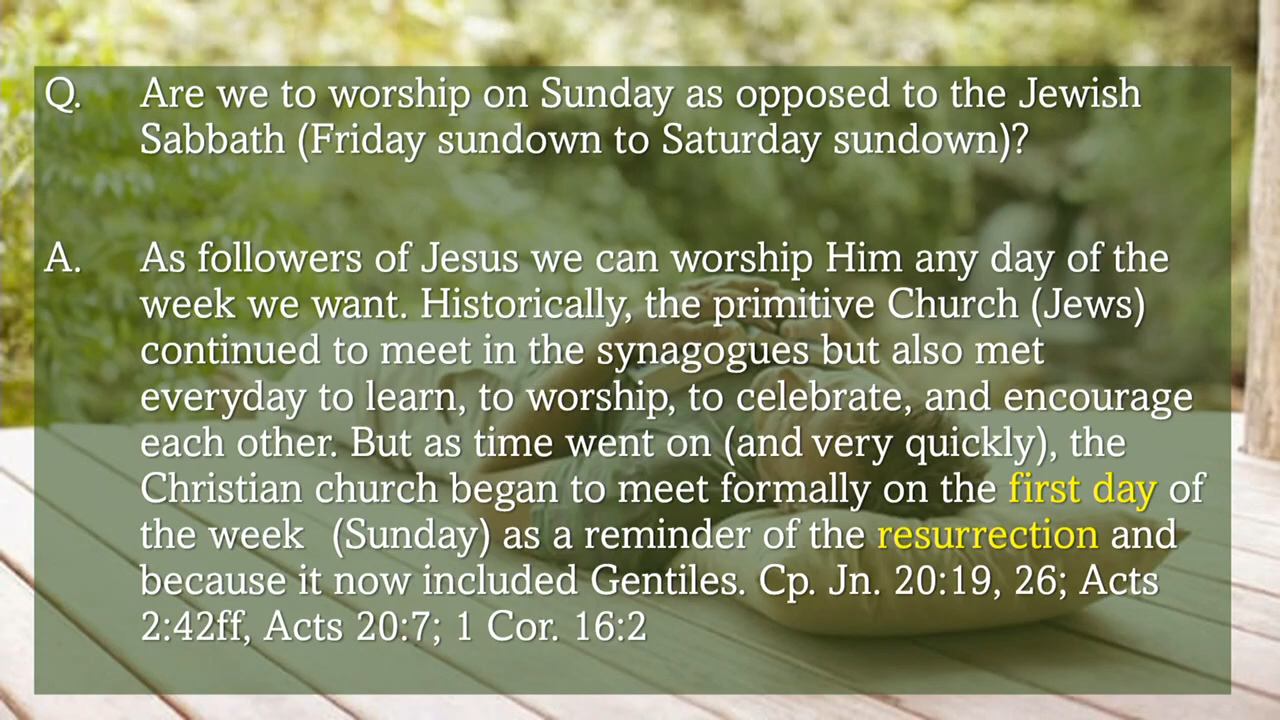 Q. Are we to worship on Sunday as opposed to the Jewish
Sabbath (Friday sundown to Saturday sundown)?
A. As followers of Jesus we can worship Him any day of the
week we want. Historically, the primitive Church (Jews)
continued to meet in the synagogues but also met
everyday to learn, to worship, to celebrate, and encourage
each other. But as time went on (and very quickly), the
Christian church began to meet formally on the first day of
the week (Sunday) as a reminder of the resurrection and
because it now included Gentiles. Cp. Jn. 20:19, 26; Acts
2:42ff, Acts 20:7; 1 Cor. 16:2